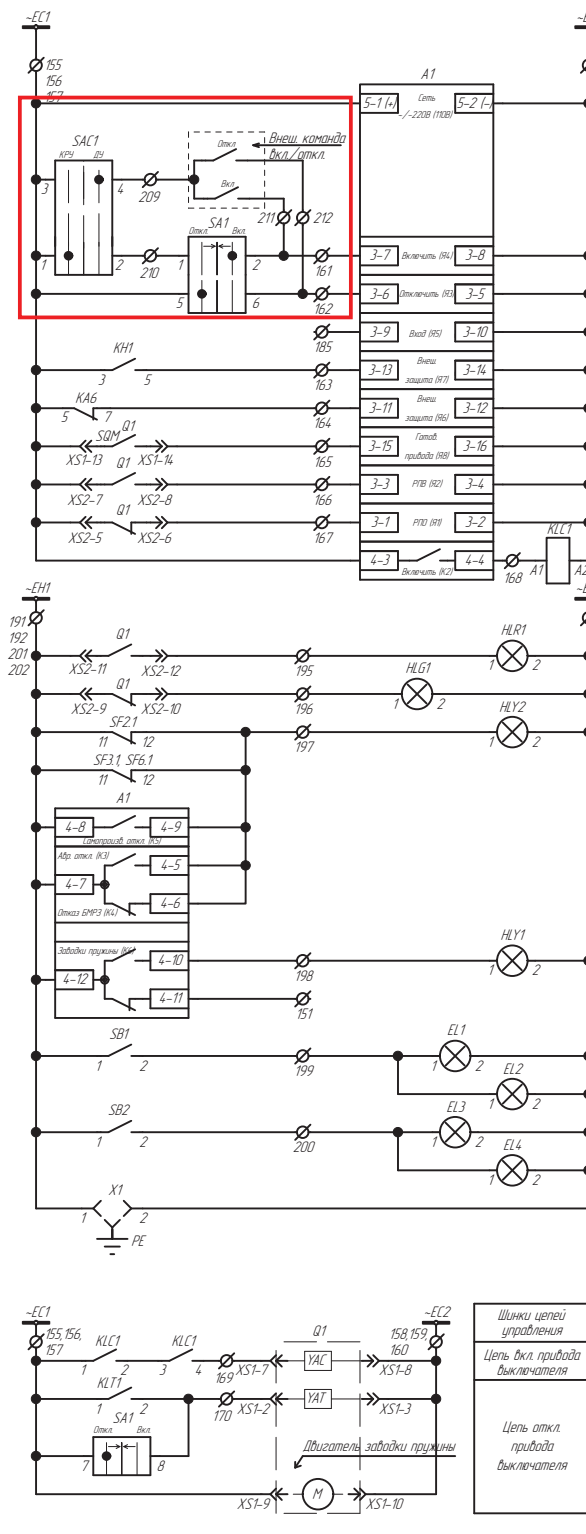 ~EC1
155
156
157
A1
5-1 (+)
Сеть
-/~220В (110В)
5-2 (-)
SAC1
КРУ
ДУ
3
4
209
Откл
Вкл
Внеш. команда
вкл./откл.
211
212
SA1
Откл.
Вкл.
1
2
210
1
2
161
5
6
162
3-7
Включить (Я4)
3-8
3-6
Отключить (Я3)
3-5
185
3-9
Вход (Я5)
3-10
KH1
3
5
163
3-13
Внеш.
защита (Я7)
3-14
KA6
5
7
164
3-11
Внеш.
защита (Я6)
3-12
SQM
Q1
XS1-13
XS1-14
165
3-15
Готов.
привода (Я8)
3-16
Q1
XS2-7
XS2-8
166
3-3
РПВ (Я2)
3-4
Q1
XS2-5
XS2-6
167
3-1
РПО (Я1)
3-2
4-3
Включить (К2)
4-4
168
KLC1
A1
A2
~EH1
191
192
201
202
Q1
XS2-11
XS2-12
195
HLR1
1
2
Q1
XS2-9
XS2-10
196
HLG1
1
2
SF2.1
11
12
197
HLY2
1
2
SF3.1, SF6.1
11
12
A1
4-8
4-9
Самопроизв. откл. (К5)
Авр. откл. (К3)
4-5
4-7
4-6
Отказ БМРЗ (К4)
Заводки пружины (К6)
4-10
4-12
4-11
198
151
HLY1
1
2
SB1
1
2
199
EL1
1
2
EL2
1
2
SB2
1
2
200
EL3
1
2
EL4
1
2
X1
1
2
PE
~EC1
155,156,
157
~EC2
158,159,
160
KLC1
1
2
KLC1
3
4
169
XS1-7
Q1
YAC
XS1-8
KLT1
1
2
170
XS1-2
YAT
XS1-3
SA1
Откл.
Вкл.
7
8
Двигатель заводки пружины
XS1-9
M
XS1-10
Шинки цепей
управления
Цепь вкл. привода
выключателя
Цепь откл.
привода
выключателя